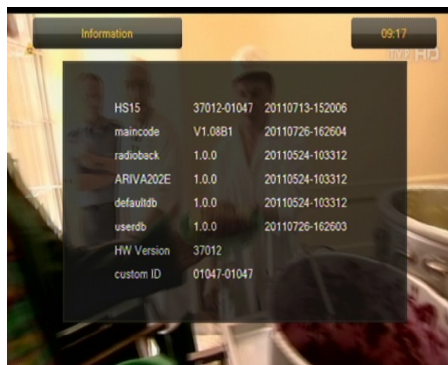 Information 09:17
HS15 37012-01047 20110713-152006
maincode V1.08B1 20110726-162604
radioback 1.0.0 20110524-103312
ARIVA202E 1.0.0 20110524-103312
defaultdb 1.0.0 20110524-103312
userdb 1.0.0 20110726-162603
HW Version 37012
custom ID 01047-01047